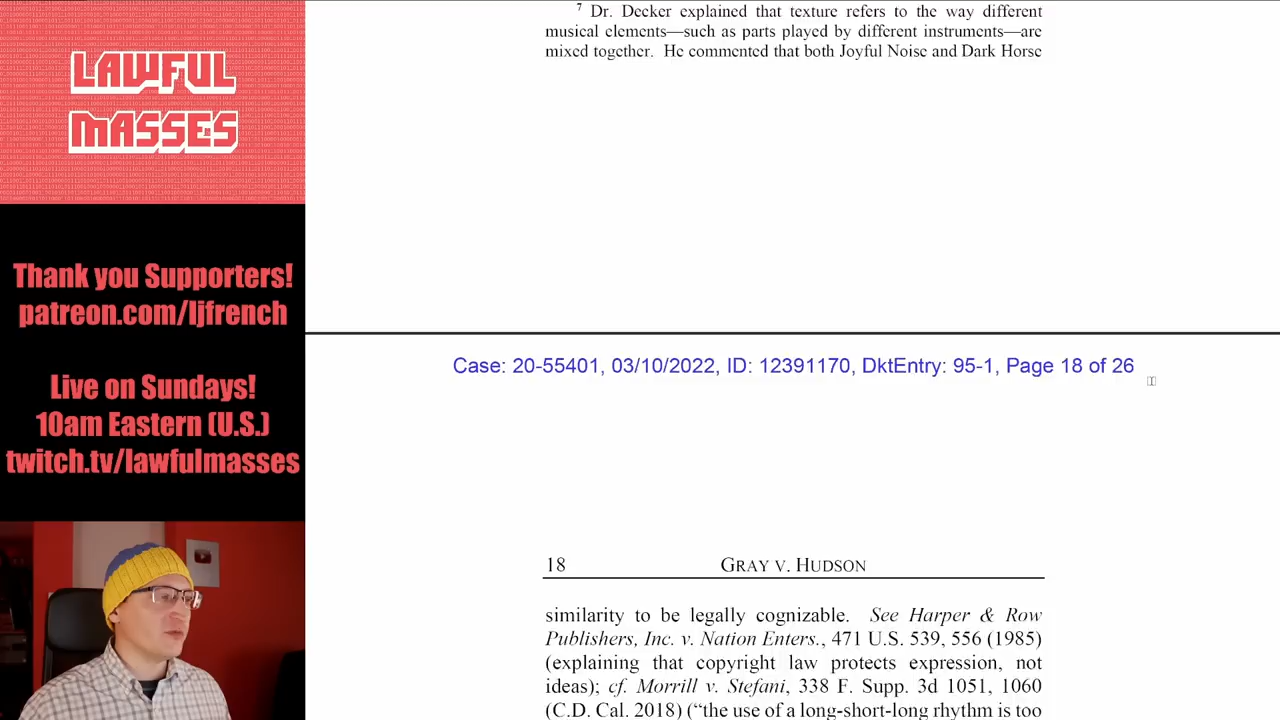 LAWFUL
MASSES
Thank you Supporters!
patreon.com/ljfrench
Live on Sundays!
10am Eastern (U.S.)
twitch.tv/lawfulmasses
7 Dr. Decker explained that texture refers to the way different
musical elements—such as parts played by different instruments—are
mixed together. He commented that both Joyful Noise and Dark Horse
Case: 20-55401, 03/10/2022, ID: 12391170, DktEntry: 95-1, Page 18 of 26
18 GRAY V. HUDSON
similarity to be legally cognizable. See Harper & Row
Publishers, Inc. v. Nation Enters., 471 U.S. 539, 556 (1985)
(explaining that copyright law protects expression, not
ideas); cf. Morrill v. Stefani, 338 F. Supp. 3d 1051, 1060
(C.D. Cal. 2018) (“the use of a long-short-long rhythm is too